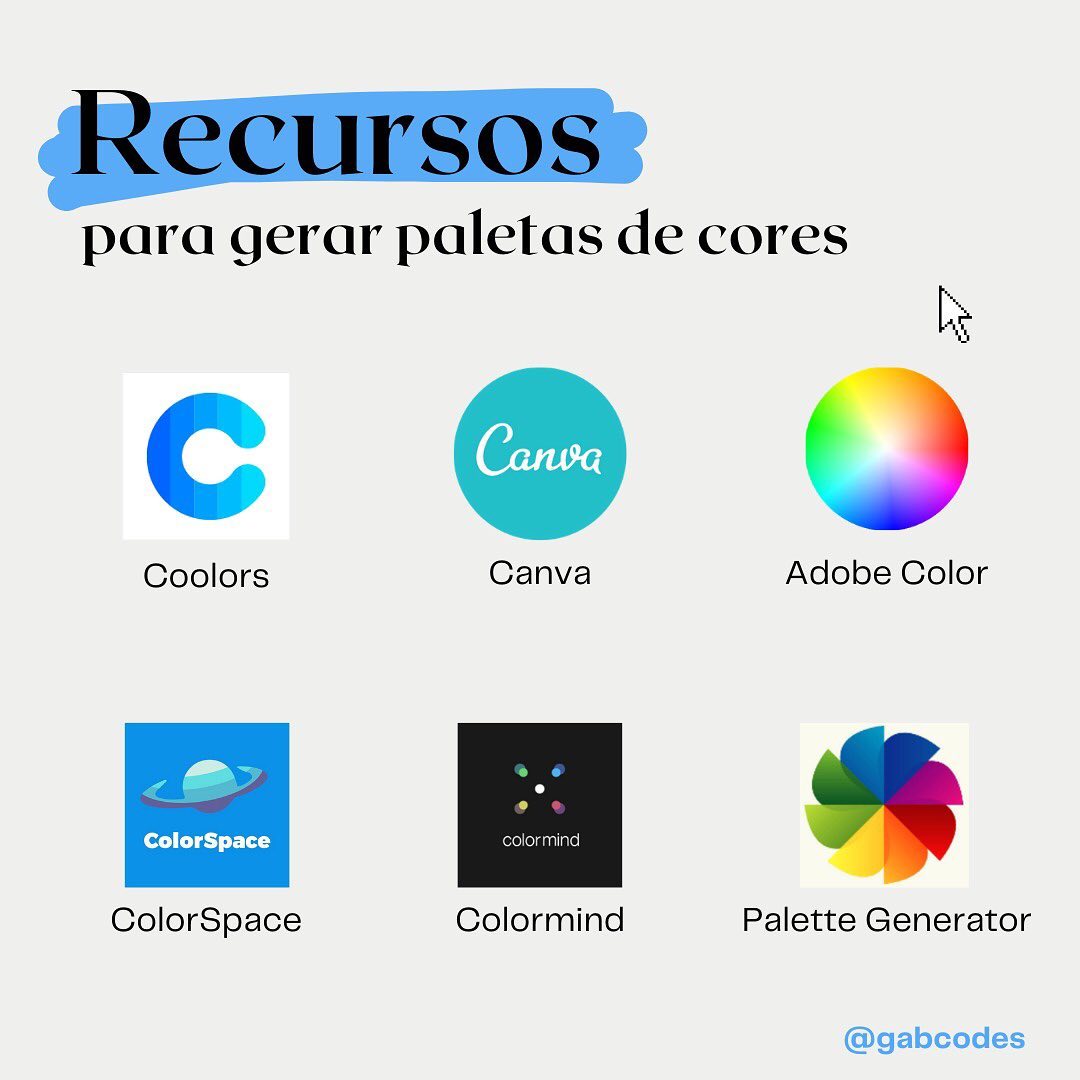 Recursos
para gerar paletas de cores
Canva
Coolors
Canva
Adobe Color
ColorSpace
colormind
ColorSpace
Colormind
Palette Generator
@gabcodes